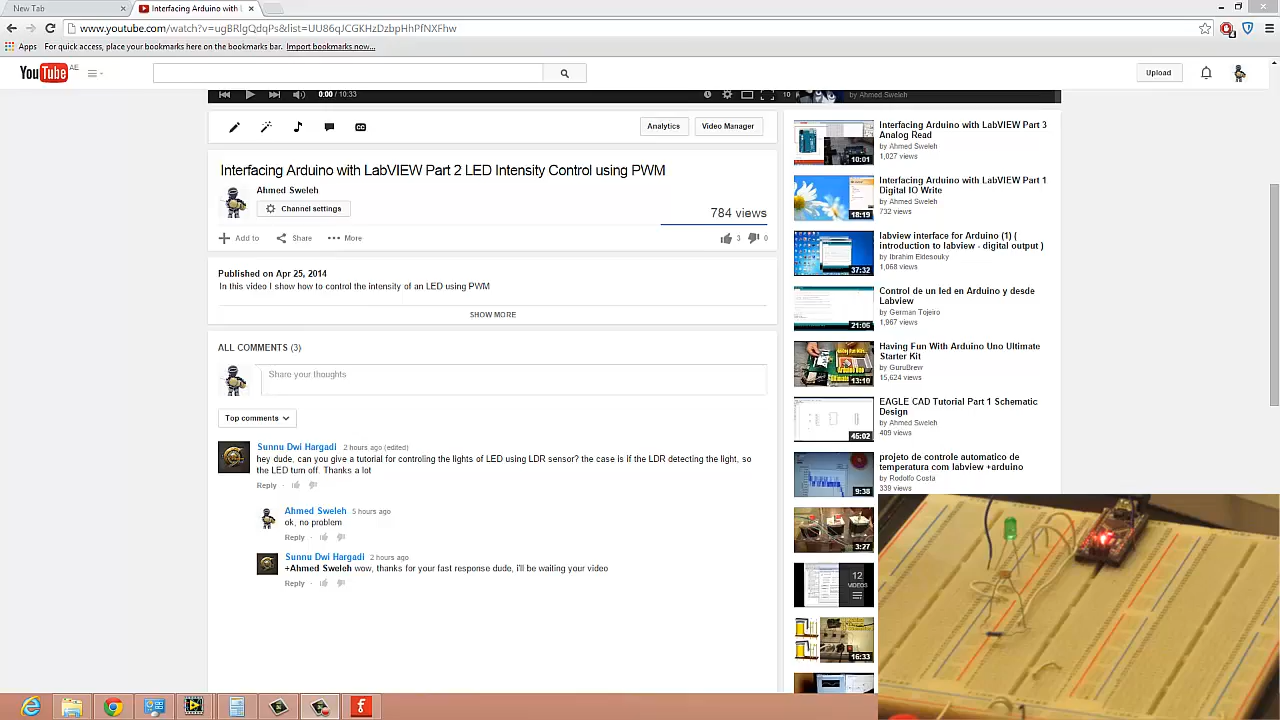 New Tab
Interfacing Arduino with L
www.youtube.com/watch?v=ugBRlgQdqPs&list=UU86qJCGKHzDzbpHhPfNXFhw
Apps For quick access, place your bookmarks here on the bookmarks bar. Import bookmarks now...
YouTube AE
Upload
0:00 / 10:33
10
by Ahmed Sweleh
Analytics
Video Manager
Interfacing Arduino with LabVIEW Part 2 LED Intensity Control using PWM
Ahmed Sweleh
Channel settings
784 views
Add to
Share
More
3
0
Published on Apr 25, 2014
In this video I show how to control the intensity of an LED using PWM
SHOW MORE
ALL COMMENTS (3)
Share your thoughts
Top comments
Sunnu Dwi Hargadi 2 hours ago (edited)
hey dude, can you give a tutorial for controling the lights of LED using LDR sensor? the case is if the LDR detecting the light, so
the LED turn off. Thanks a lot
Reply
Ahmed Sweleh 5 hours ago
ok, no problem
Reply
Sunnu Dwi Hargadi 2 hours ago
+Ahmed Sweleh wow, thanks for your fast response dude, i'll be waiting your video
Reply
Interfacing Arduino with LabVIEW Part 3
Analog Read
by Ahmed Sweleh
1,027 views
10:01
Interfacing Arduino with LabVIEW Part 1
Digital IO Write
by Ahmed Sweleh
732 views
18:19
labview interface for Arduino (1) (
introduction to labview - digital output )
by Ibrahim Eldesouky
1,068 views
37:32
Control de un led en Arduino y desde
Labview
by German Tojeiro
1,967 views
21:06
Having Fun With Arduino Uno Ultimate
Starter Kit
by GuruBrew
15,624 views
13:10
EAGLE CAD Tutorial Part 1 Schematic
Design
by Ahmed Sweleh
409 views
45:02
projeto de controle automatico de
temperatura com labview +arduino
by Rodolfo Costa
339 views
9:38
3:27
12
VIDEOS
16:33